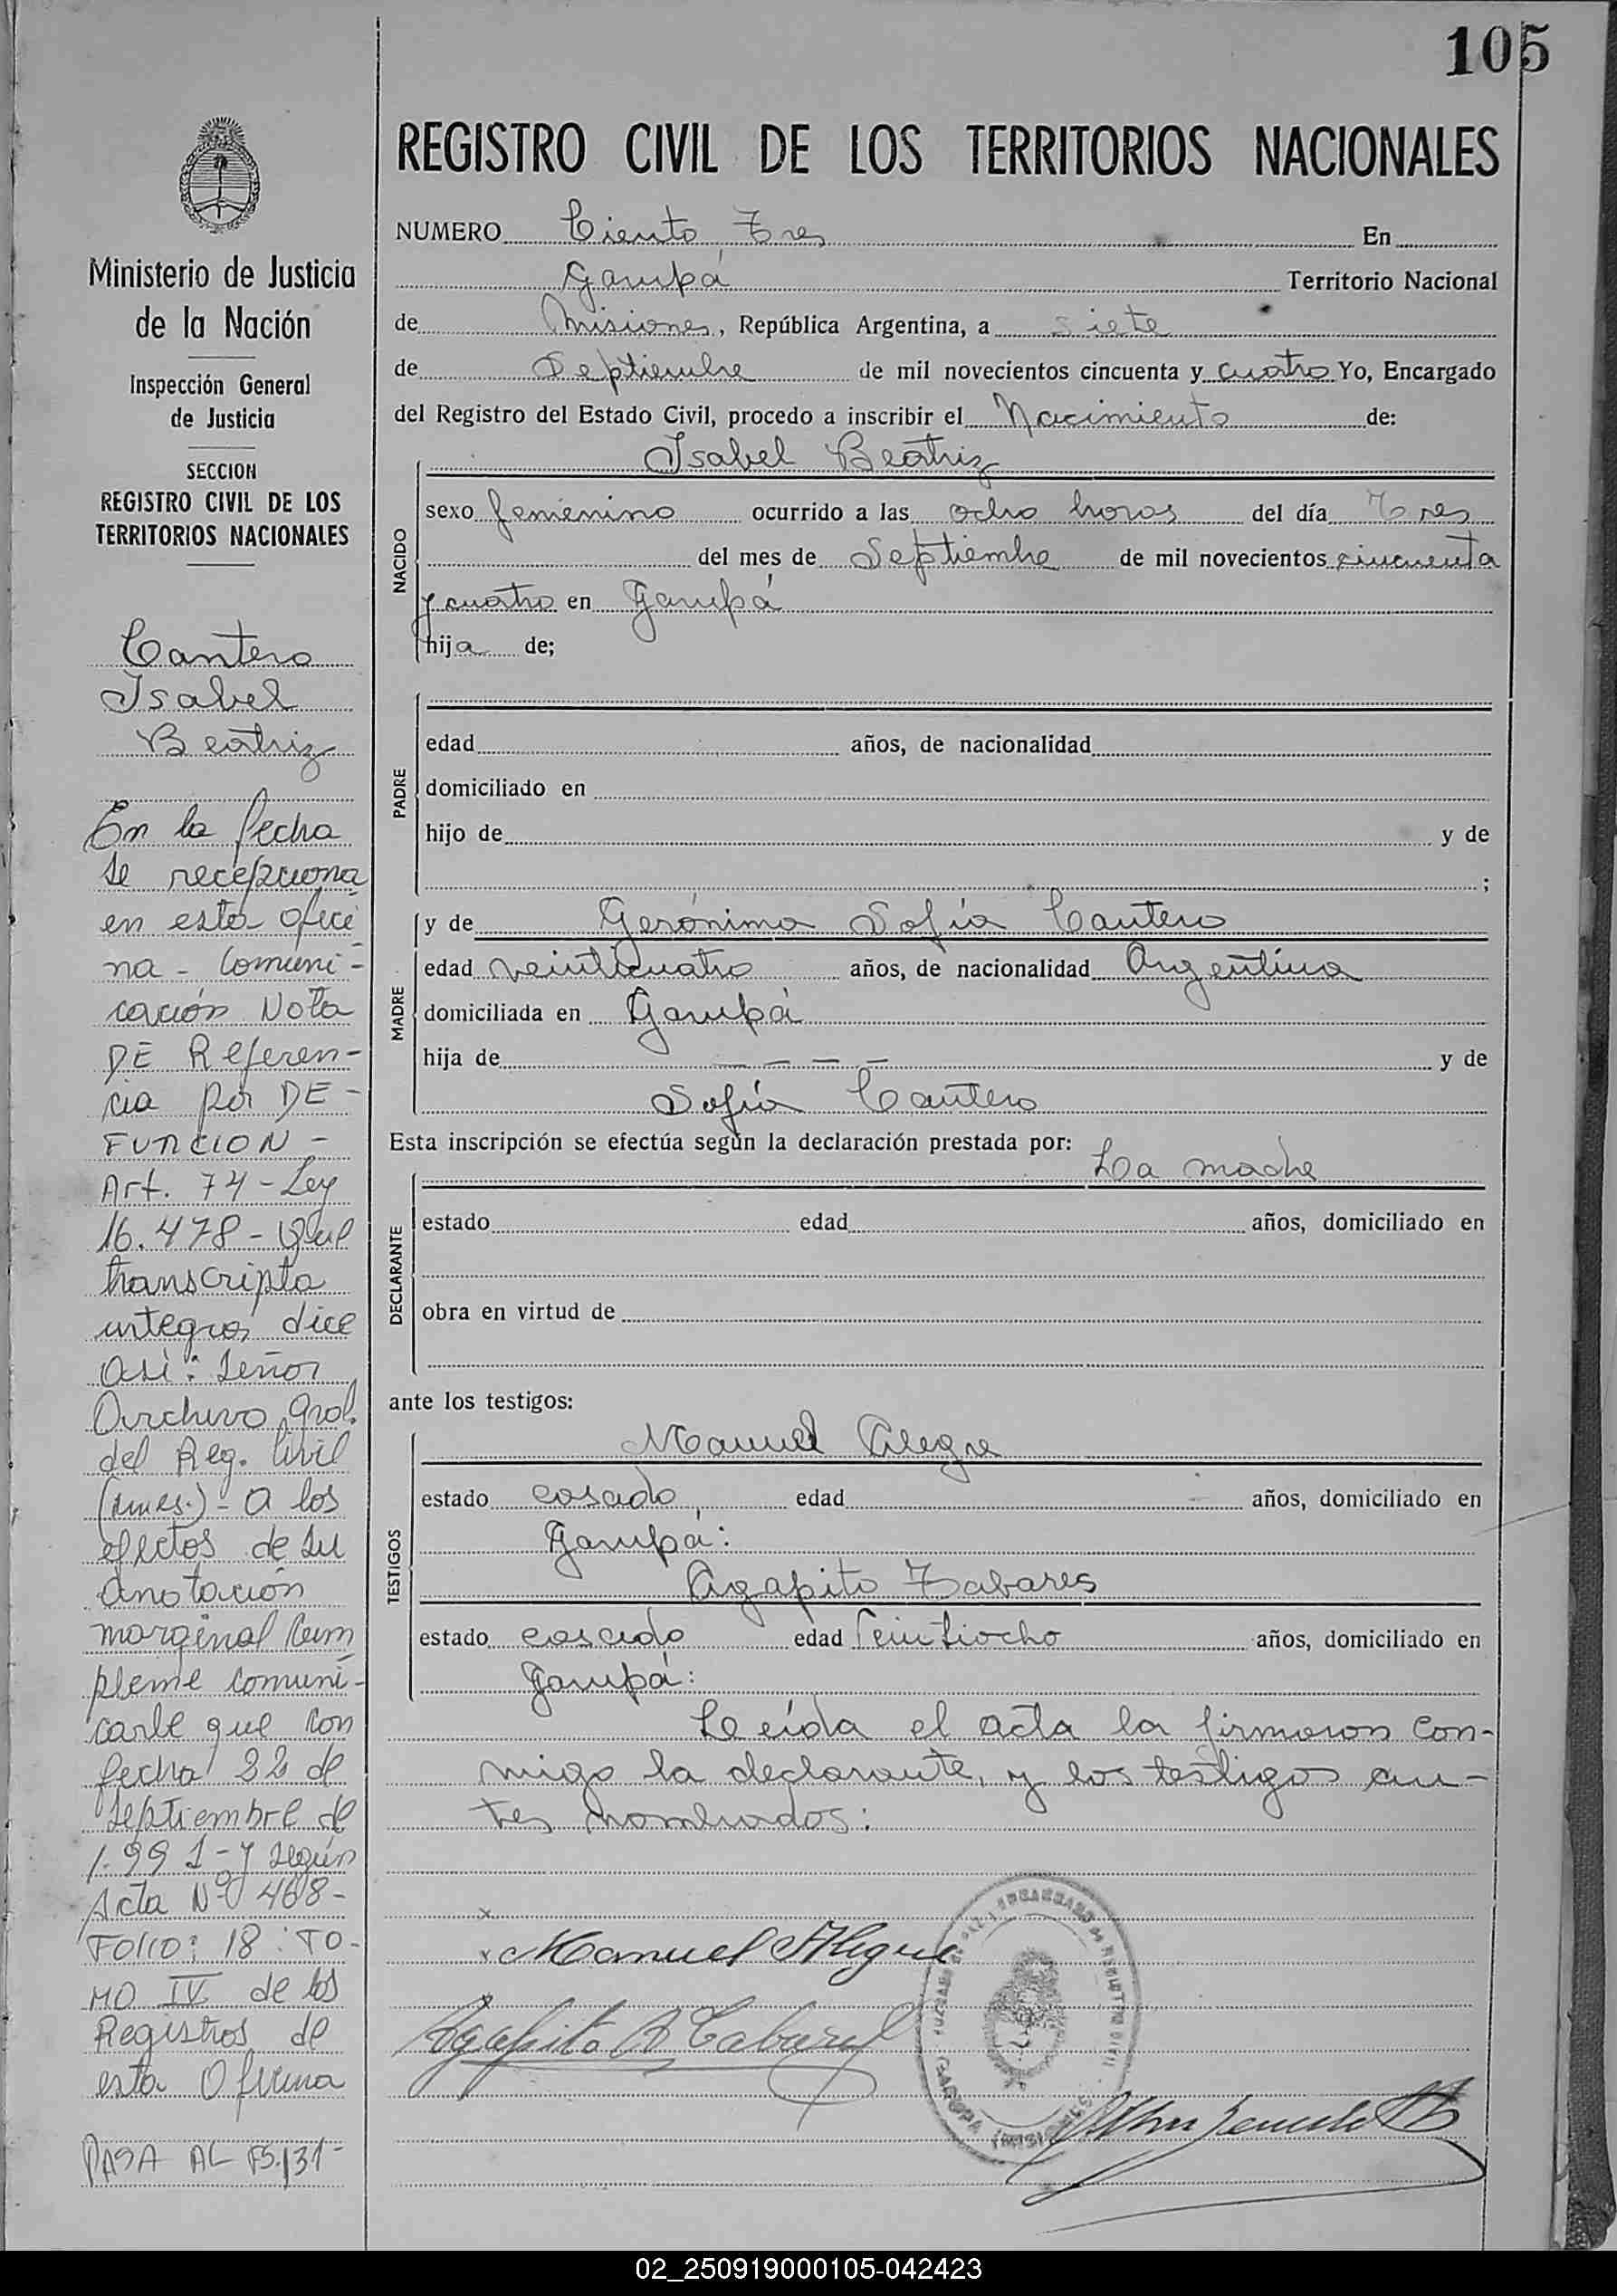 105
REGISTRO CIVIL DE LOS TERRITORIOS NACIONALES
NUMERO Ciento Tres En
Garupá Territorio Nacional
de Misiones, República Argentina, a siete
de Septiembre de mil novecientos cincuenta y cuatro Yo, Encargado
del Registro del Estado Civil, procedo a inscribir el Nacimiento de:
Isabel Beatriz
NACIDO
sexo femenino ocurrido a las ocho horas del día Tres
del mes de Septiembre de mil novecientos cincuenta
y cuatro en Garupá
hija de;
PADRE
edad años, de nacionalidad
domiciliado en
hijo de y de
;
MADRE
y de Gerónima Sofía Cantero
edad veinticuatro años, de nacionalidad Argentina
domiciliada en Garupá
hija de — — — — y de
Sofía Cantero
Esta inscripción se efectúa según la declaración prestada por:
La madre
DECLARANTE
estado edad años, domiciliado en
obra en virtud de
ante los testigos:
TESTIGOS
Manuel Alegre
estado casado, edad años, domiciliado en
Garupá:
Agapito Tabares
estado casado edad años, domiciliado en
Garupá:
Leída el acta la firmaron con-
migo la declarante, y los testigos an-
tes nombrados:
x
x Manuel Alegre
Agapito A Tabares
GARUPA (MISIONES)
Ministerio de Justicia
de la Nación
Inspección General
de Justicia
SECCION
REGISTRO CIVIL DE LOS
TERRITORIOS NACIONALES
Cantero
Isabel
Beatriz
En la fecha
se recepciona
en esta ofici
na - Comuni-
cación Nota
DE Referen-
cia por DE-
FUNCION -
Art. 74 - Ley
16.478 - Que
transcripta
integra dice
así: Señor
Archivo Gral.
del Reg. Civil
(Mnes.) - A los
efectos de su
anotación
marginal Cum
pleme comuni-
carle que con
fecha 22 de
septiembre de
1.991 - y según
Acta Nº 468 -
FOLIO: 18: TO-
MO IV de los
Registros de
esta Oficina
PASA AL FS. 131-
02_250919000105-042423